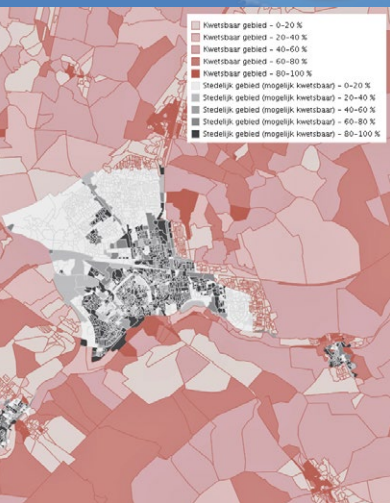 Kwetsbaar gebied – 0–20 %
Kwetsbaar gebied – 20–40 %
Kwetsbaar gebied – 40–60 %
Kwetsbaar gebied – 60–80 %
Kwetsbaar gebied – 80–100 %
Stedelijk gebied (mogelijk kwetsbaar) – 0–20 %
Stedelijk gebied (mogelijk kwetsbaar) – 20–40 %
Stedelijk gebied (mogelijk kwetsbaar) – 40–60 %
Stedelijk gebied (mogelijk kwetsbaar) – 60–80 %
Stedelijk gebied (mogelijk kwetsbaar) – 80–100 %